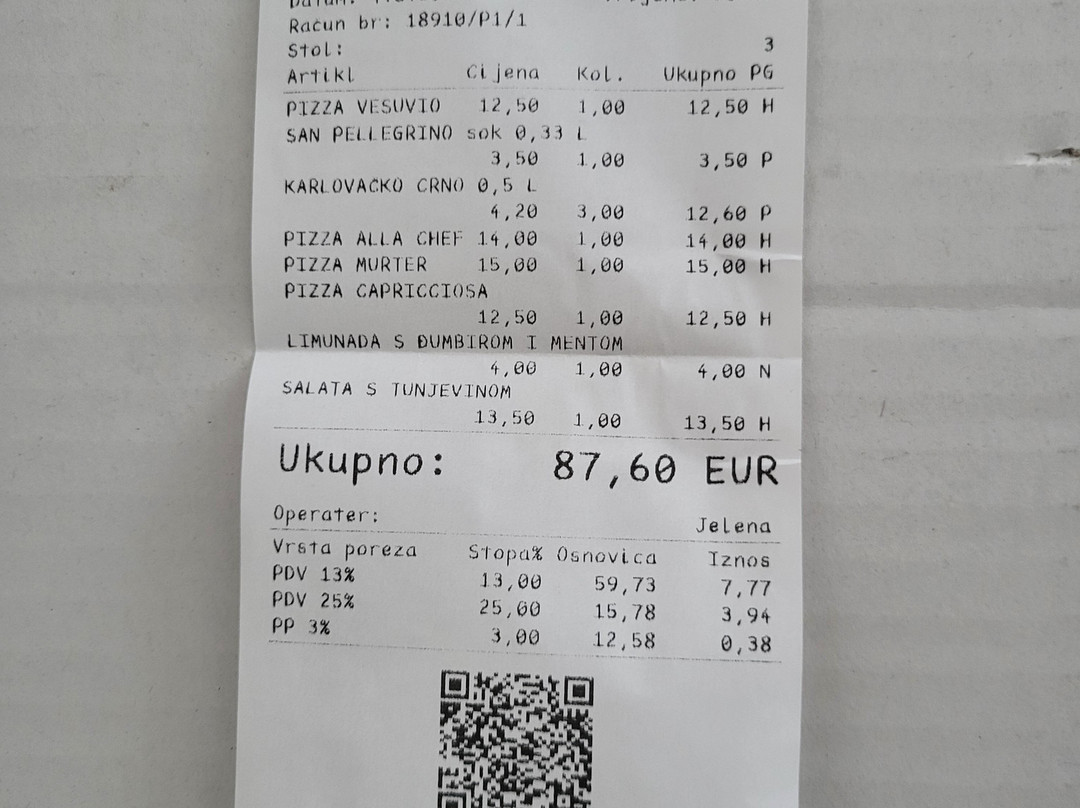 Račun br: 18910/P1/1
Stol: 3
Artikl Cijena Kol. Ukupno PG
PIZZA VESUVIO 12,50 1,00 12,50 H
SAN PELLEGRINO sok 0,33 L
3,50 1,00 3,50 P
KARLOVAČKO CRNO 0,5 L
4,20 3,00 12,60 P
PIZZA ALLA CHEF 14,00 1,00 14,00 H
PIZZA MURTER 15,00 1,00 15,00 H
PIZZA CAPRICCIOSA
12,50 1,00 12,50 H
LIMUNADA S ĐUMBIROM I MENTOM
4,00 1,00 4,00 N
SALATA S TUNJEVINOM
13,50 1,00 13,50 H
Ukupno: 87,60 EUR
Operater: Jelena
Vrsta poreza Stopa% Osnovica Iznos
PDV 13% 13,00 59,73 7,77
PDV 25% 25,00 15,78 3,94
PP 3% 3,00 12,58 0,38